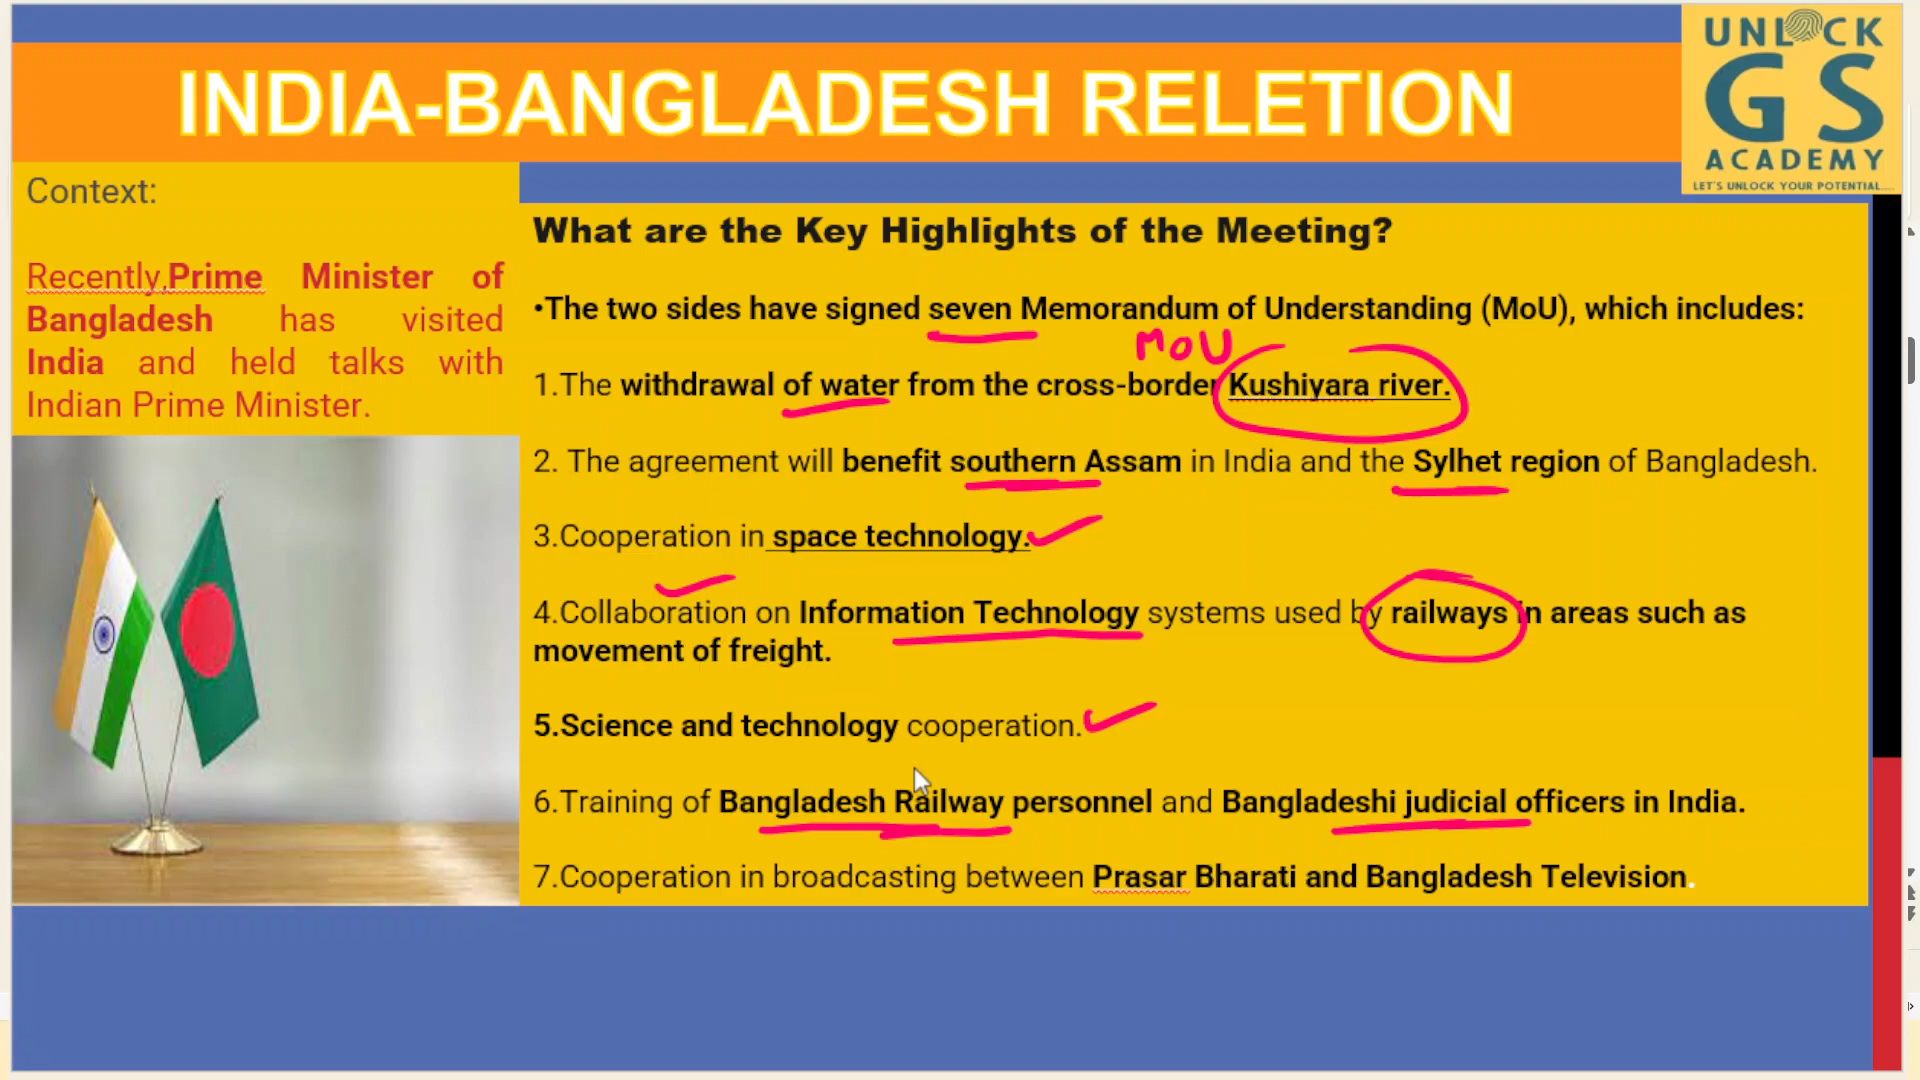 INDIA-BANGLADESH RELETION
UNLOCK
GS
ACADEMY
LET'S UNLOCK YOUR POTENTIAL....
Context:
Recently,Prime Minister of
Bangladesh has visited
India and held talks with
Indian Prime Minister.
What are the Key Highlights of the Meeting?
•The two sides have signed seven Memorandum of Understanding (MoU), which includes:
MoU
1.The withdrawal of water from the cross-border Kushiyara river.
2. The agreement will benefit southern Assam in India and the Sylhet region of Bangladesh.
3.Cooperation in space technology.
4.Collaboration on Information Technology systems used by railways in areas such as
movement of freight.
5.Science and technology cooperation.
6.Training of Bangladesh Railway personnel and Bangladeshi judicial officers in India.
7.Cooperation in broadcasting between Prasar Bharati and Bangladesh Television.